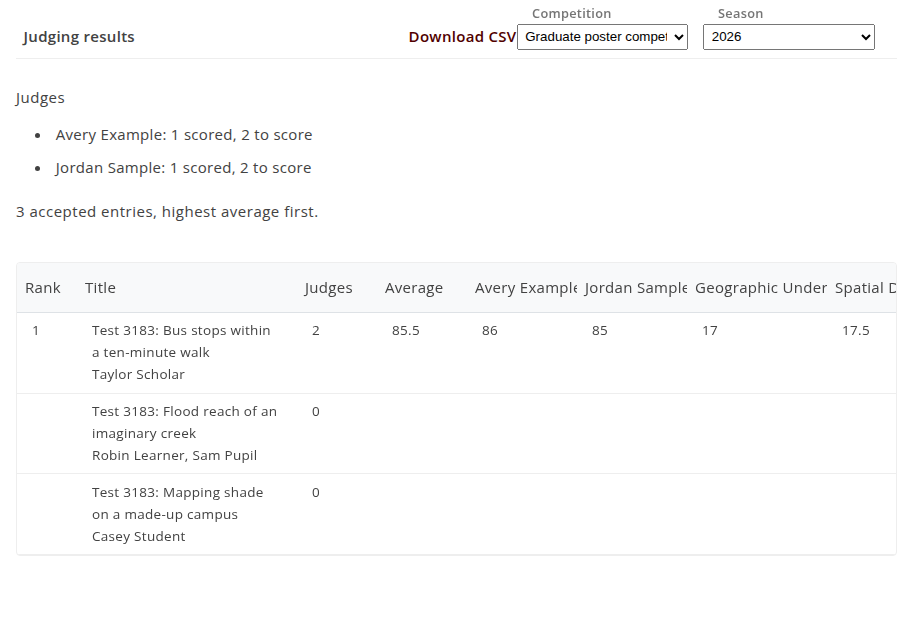 Competition
Season
Judging results
Download CSV
Graduate poster compet
2026
Judges
Avery Example: 1 scored, 2 to score
Jordan Sample: 1 scored, 2 to score
3 accepted entries, highest average first.
Rank Title Judges Average Avery Example Jordan Sample Geographic Under Spatial D
1 Test 3183: Bus stops within 2 85.5 86 85 17 17.5
a ten-minute walk
Taylor Scholar
Test 3183: Flood reach of an 0
imaginary creek
Robin Learner, Sam Pupil
Test 3183: Mapping shade 0
on a made-up campus
Casey Student